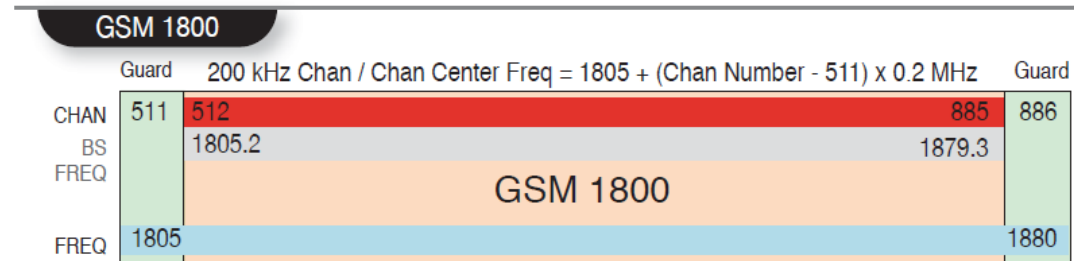 GSM 1800
Guard 200 kHz Chan / Chan Center Freq = 1805 + (Chan Number - 511) x 0.2 MHz Guard
CHAN 511 512 885 886
BS 1805.2 1879.3
FREQ
GSM 1800
FREQ 1805 1880